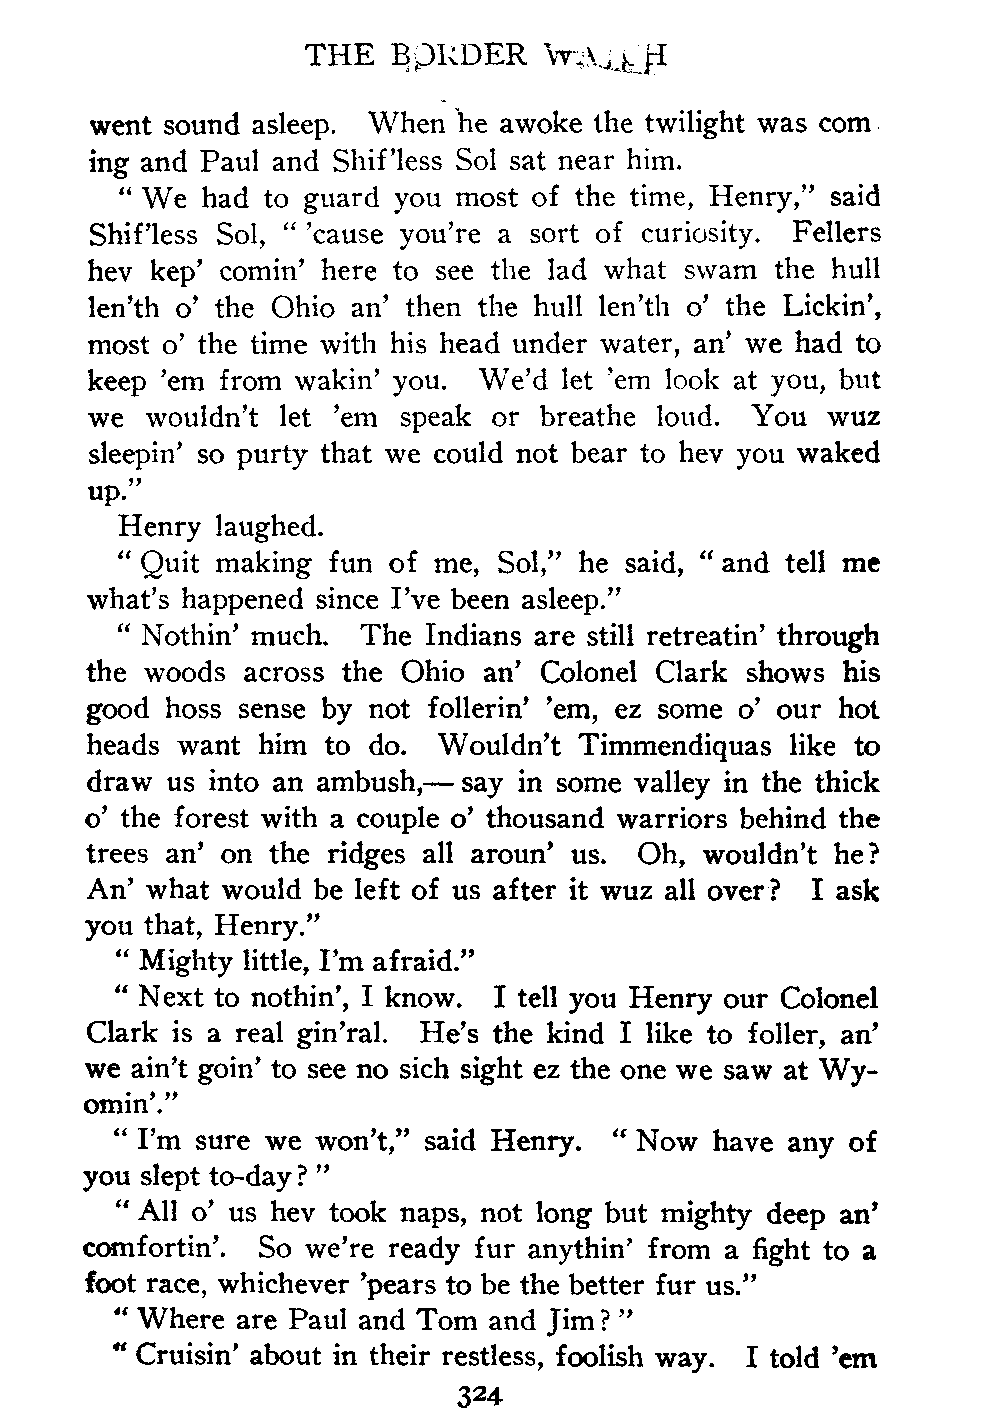 THE BORDER WATCH
went sound asleep. When he awoke the twilight was com
ing and Paul and Shif'less Sol sat near him.
“ We had to guard you most of the time, Henry,” said
Shif'less Sol, “ 'cause you're a sort of curiosity. Fellers
hev kep' comin' here to see the lad what swam the hull
len'th o' the Ohio an' then the hull len'th o' the Lickin',
most o' the time with his head under water, an' we had to
keep 'em from wakin' you. We'd let 'em look at you, but
we wouldn't let 'em speak or breathe loud. You wuz
sleepin' so purty that we could not bear to hev you waked
up.”
Henry laughed.
“ Quit making fun of me, Sol,” he said, “ and tell me
what's happened since I've been asleep.”
“ Nothin' much. The Indians are still retreatin' through
the woods across the Ohio an' Colonel Clark shows his
good hoss sense by not follerin' 'em, ez some o' our hot
heads want him to do. Wouldn't Timmendiquas like to
draw us into an ambush,— say in some valley in the thick
o' the forest with a couple o' thousand warriors behind the
trees an' on the ridges all aroun' us. Oh, wouldn't he?
An' what would be left of us after it wuz all over? I ask
you that, Henry.”
“ Mighty little, I'm afraid.”
“ Next to nothin', I know. I tell you Henry our Colonel
Clark is a real gin'ral. He's the kind I like to foller, an'
we ain't goin' to see no sich sight ez the one we saw at Wy-
omin'.”
“ I'm sure we won't,” said Henry. “ Now have any of
you slept to-day? ”
“ All o' us hev took naps, not long but mighty deep an'
comfortin'. So we're ready fur anythin' from a fight to a
foot race, whichever 'pears to be the better fur us.”
“ Where are Paul and Tom and Jim? ”
“ Cruisin' about in their restless, foolish way. I told 'em
324